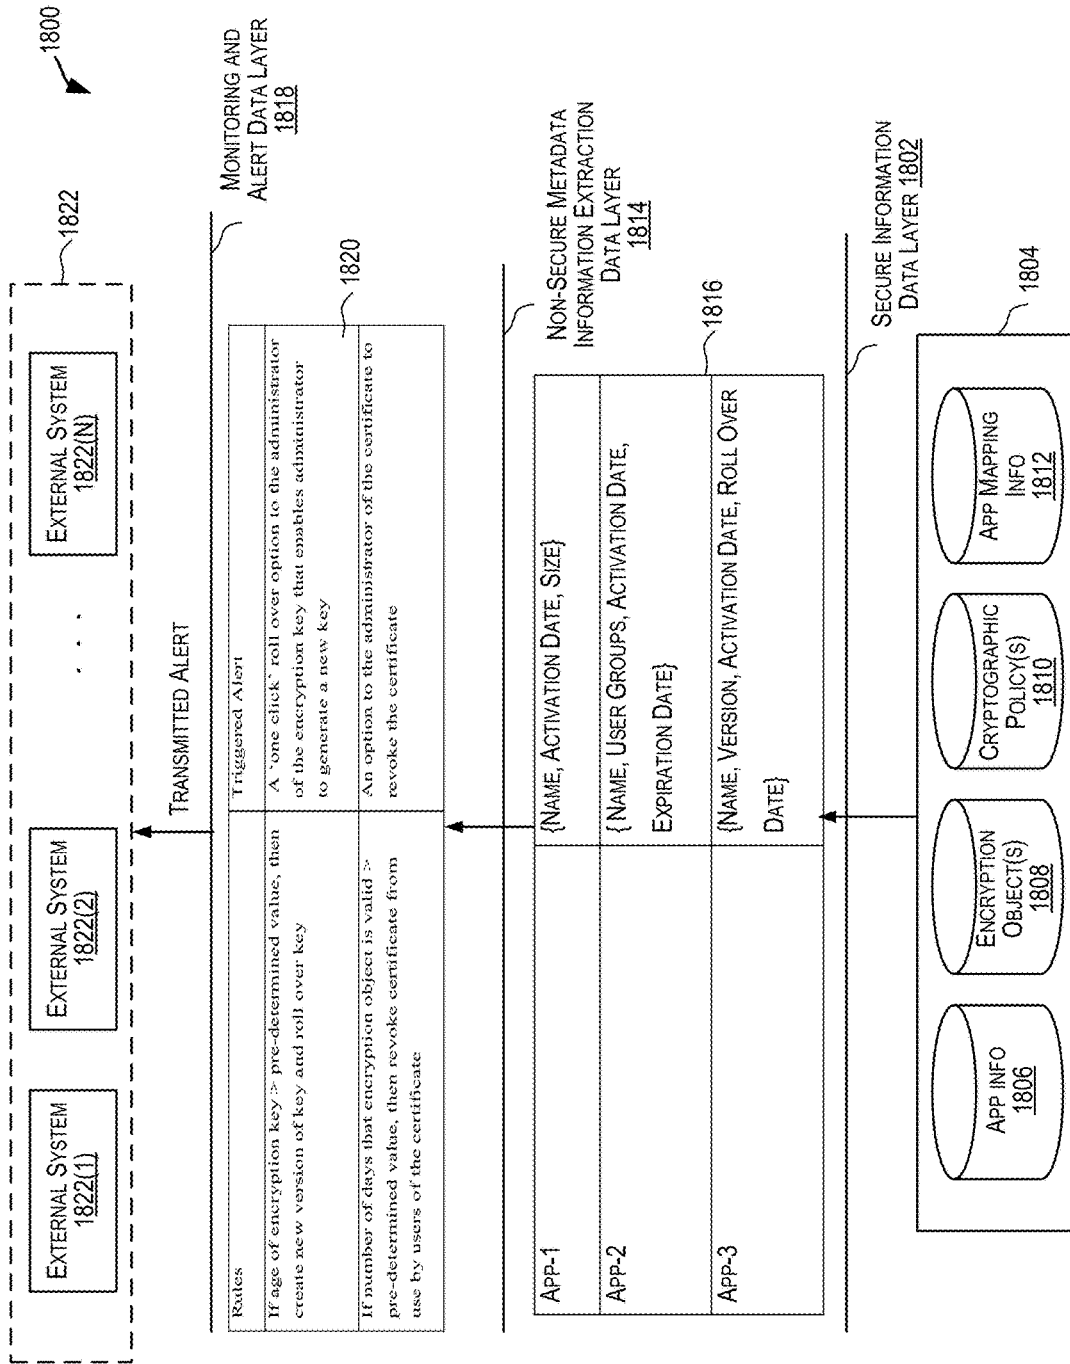 1800
1822
EXTERNAL SYSTEM
1822(1)
EXTERNAL SYSTEM
1822(2)
. . .
EXTERNAL SYSTEM
1822(N)
TRANSMITTED ALERT
MONITORING AND
ALERT DATA LAYER
1818
Rules
Triggered Alert
If age of encryption key > pre-determined value, then
create new version of key and roll over key
A 'one click' roll over option to the administrator
of the encryption key that enables administrator
to generate a new key
If number of days that encryption object is valid >
pre-determined value, then revoke certificate from
use by users of the certificate
An option to the administrator of the certificate to
revoke the certificate
1820
NON-SECURE METADATA
INFORMATION EXTRACTION
DATA LAYER
1814
APP-1
{NAME, ACTIVATION DATE, SIZE}
APP-2
{NAME, USER GROUPS, ACTIVATION DATE,
EXPIRATION DATE}
APP-3
{NAME, VERSION, ACTIVATION DATE, ROLL OVER
DATE}
1816
SECURE INFORMATION
DATA LAYER 1802
1804
APP INFO
1806
ENCRYPTION
OBJECT(S)
1808
CRYPTOGRAPHIC
POLICY(S)
1810
APP MAPPING
INFO
1812